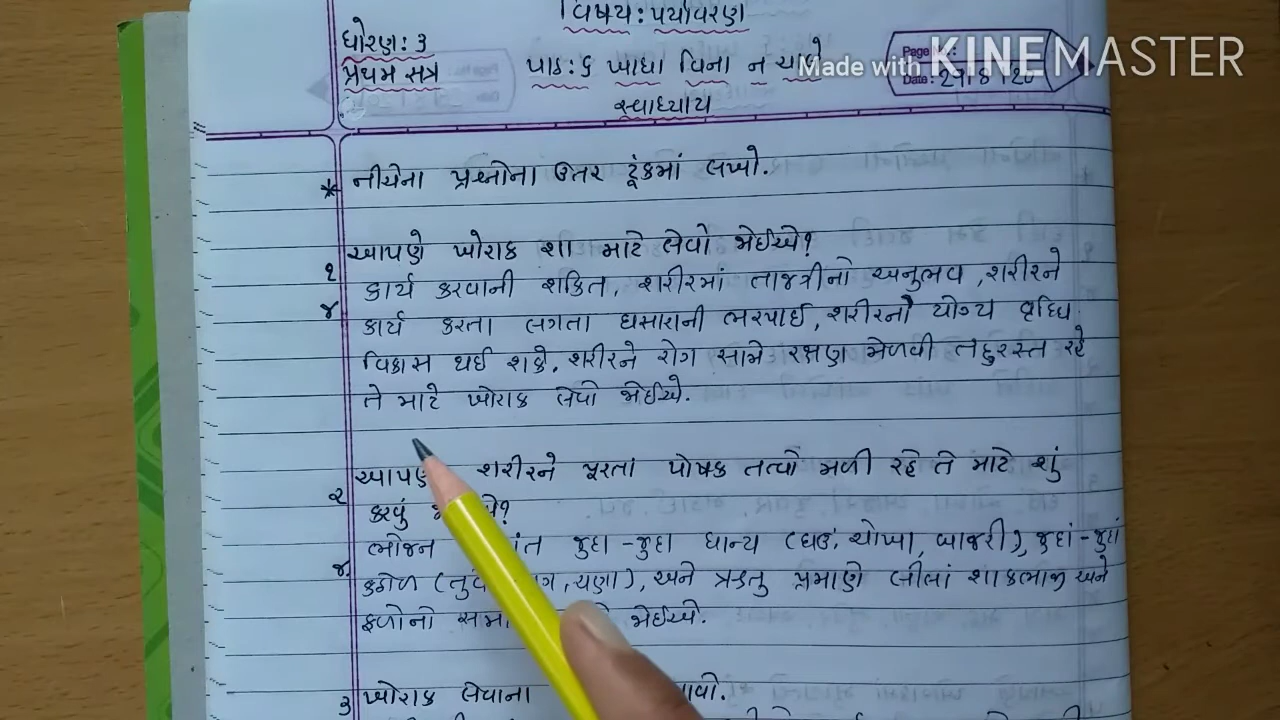 વિષય: પર્યાવરણ
ધોરણ: ૩
પ્રથમ સત્ર પાઠ: ૬ ખાધા વિના ન ચાલે
Made with KINEMASTER
Page
Date:
સ્વાધ્યાય
* નીચેના પ્રશ્નોના ઉતર ટૂંકમાં લખો.
૧ આપણે ખોરાક શા માટે લેવો જોઈએ?
જ કાર્ય કરવાની શકિત, શરીરમાં તાજગીનો અનુભવ, શરીરને
કાર્ય કરતા લાગતા ઘસારાની ભરપાઈ, શરીરનો યોગ્ય વૃધ્ધિ
વિકાસ થઈ શકે. શરીરને રોગ સામે રક્ષણ મેળવી તંદુરસ્ત રહે
તે માટે ખોરાક લેવો જોઈએ.
૨ શરીરને પૂરતાં પોષક તત્વો મળી રહે તે માટે શું
કરવું
જ ભોજન જુદા-જુદા ધાન્ય (ઘઉં, ચોખા, બાજરી), જુદાં-જુદાં
કઠોળ ચણા), અને ઋતુ પ્રમાણે લીલાં શાકભાજી અને
ફળોનો જોઈએ.
૩ ખોરાક લેવાના